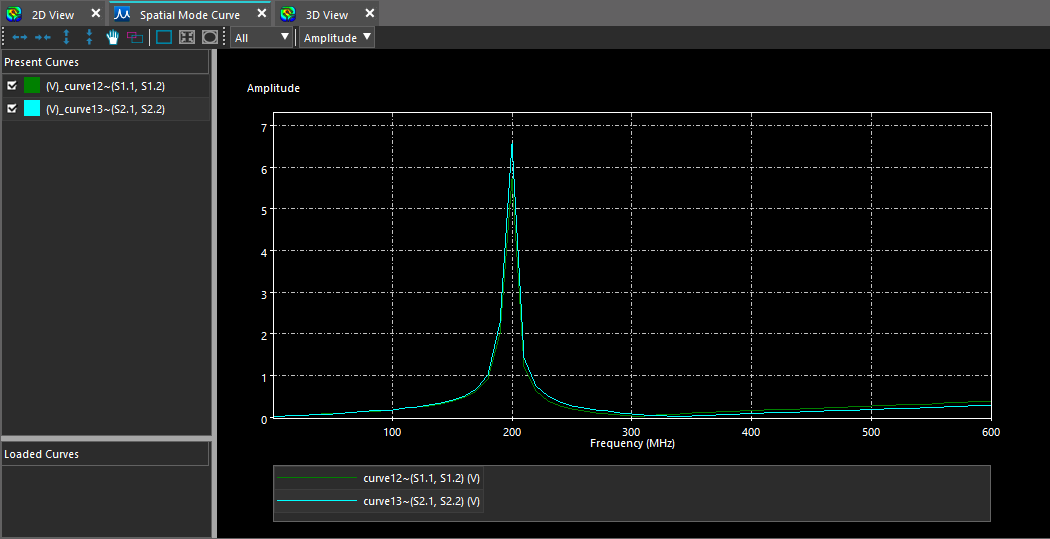 2D View
Spatial Mode Curve
3D View
All
Amplitude
Present Curves
(V)_curve12~(S1.1, S1.2)
(V)_curve13~(S2.1, S2.2)
Loaded Curves
Amplitude
7
6
5
4
3
2
1
0
100 200 300 400 500 600
Frequency (MHz)
curve12~(S1.1, S1.2) (V)
curve13~(S2.1, S2.2) (V)